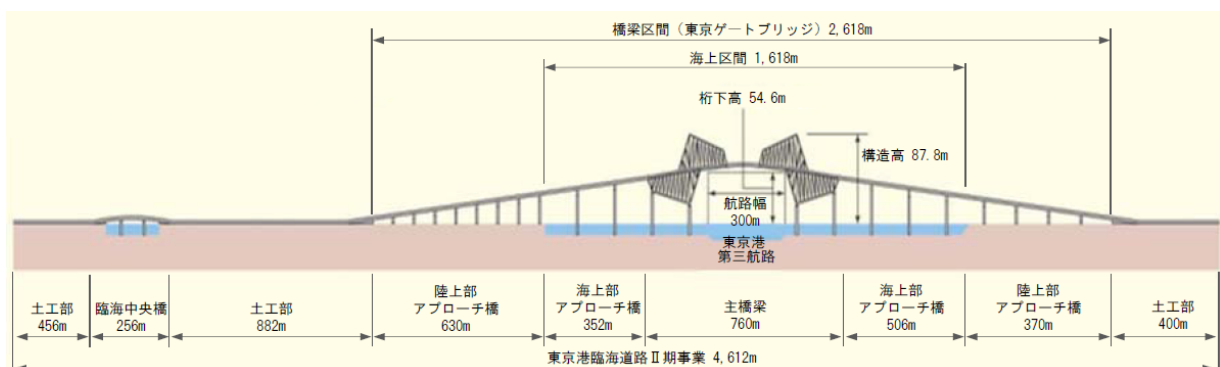 橋梁区間（東京ゲートブリッジ）2,618m
海上区間 1,618m
桁下高 54.6m
構造高 87.8m
航路幅
300m
東京港
第三航路
土工部
456m
臨海中央橋
256m
土工部
882m
陸上部
アプローチ橋
630m
海上部
アプローチ橋
352m
主橋梁
760m
海上部
アプローチ橋
506m
陸上部
アプローチ橋
370m
土工部
400m
東京港臨海道路Ⅱ期事業 4,612m